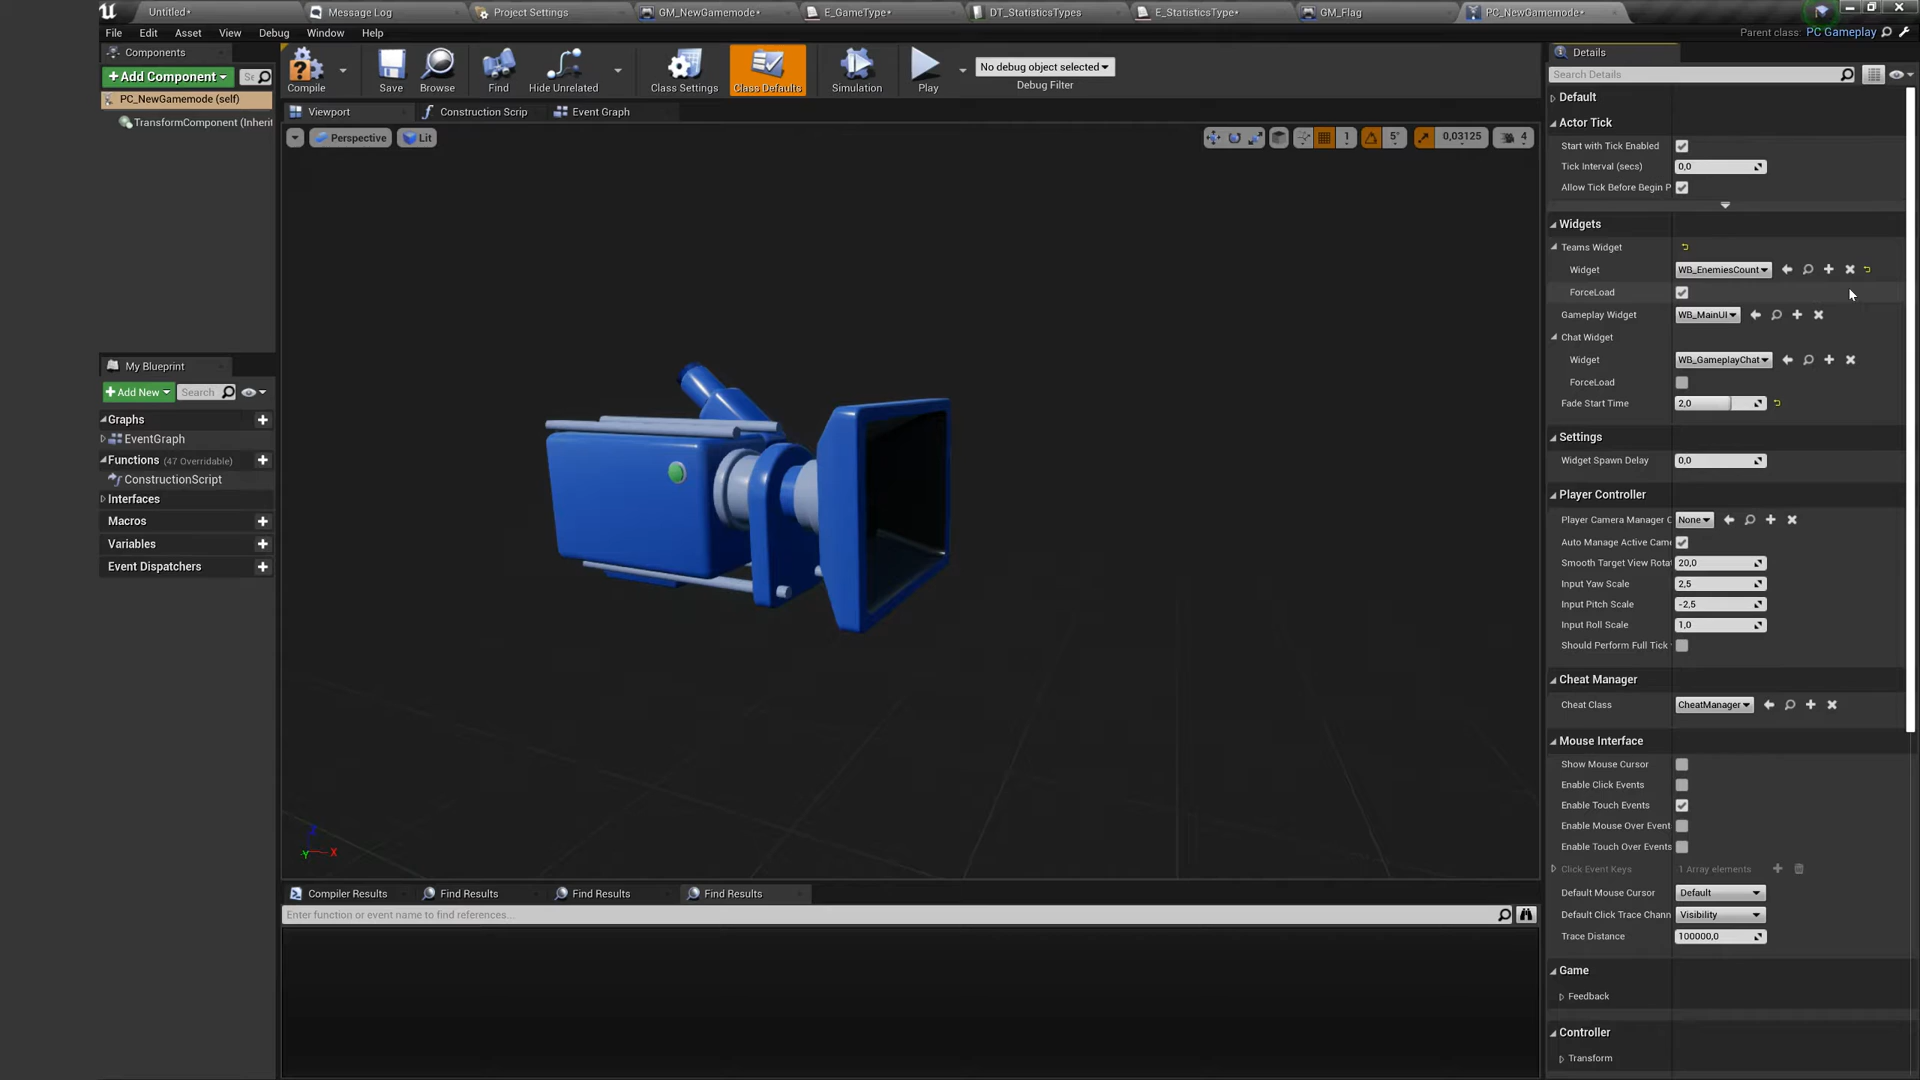 Untitled*
Message Log
Project Settings
GM_NewGamemode*
E_GameType*
DT_StatisticsTypes
E_StatisticsType*
GM_Flag
PC_NewGamemode*
File Edit Asset View Debug Window Help
Parent class: PC Gameplay
Components
+Add Component
Se
PC_NewGamemode (self)
TransformComponent (Inherit
Compile
Save
Browse
Find
Hide Unrelated
Class Settings
Class Defaults
Simulation
Play
No debug object selected
Debug Filter
Viewport
Construction Scrip
Event Graph
Perspective
Lit
1
5°
0,03125
4
My Blueprint
+Add New
Search
Graphs
EventGraph
Functions (47 Overridable)
ConstructionScript
Interfaces
Macros
Variables
Event Dispatchers
Z
Y
X
Compiler Results
Find Results
Find Results
Find Results
Enter function or event name to find references...
Details
Search Details
Default
Actor Tick
Start with Tick Enabled
Tick Interval (secs) 0,0
Allow Tick Before Begin P
Widgets
Teams Widget
Widget WB_EnemiesCount
ForceLoad
Gameplay Widget WB_MainUI
Chat Widget
Widget WB_GameplayChat
ForceLoad
Fade Start Time 2,0
Settings
Widget Spawn Delay 0,0
Player Controller
Player Camera Manager C None
Auto Manage Active Came
Smooth Target View Rota 20,0
Input Yaw Scale 2,5
Input Pitch Scale -2,5
Input Roll Scale 1,0
Should Perform Full Tick
Cheat Manager
Cheat Class CheatManager
Mouse Interface
Show Mouse Cursor
Enable Click Events
Enable Touch Events
Enable Mouse Over Event
Enable Touch Over Events
Click Event Keys 1 Array elements
Default Mouse Cursor Default
Default Click Trace Chann Visibility
Trace Distance 100000,0
Game
Feedback
Controller
Transform